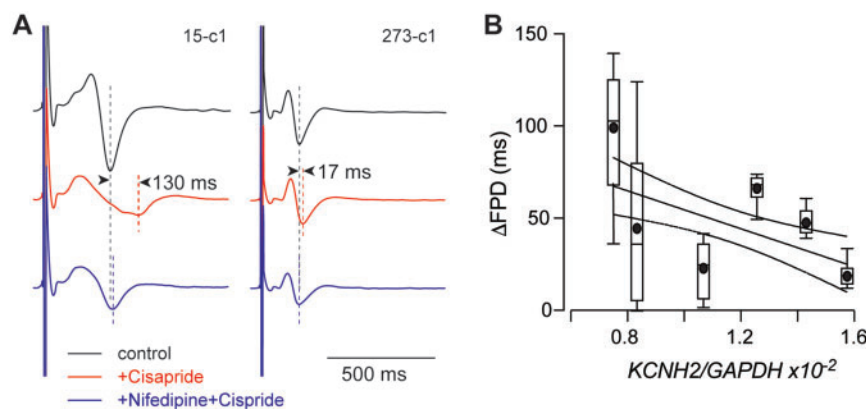 A
15-c1
273-c1
130 ms
17 ms
control
+Cisapride
+Nifedipine+Cispride
500 ms
B
ΔFPD (ms)
150
100
50
0
0.8
1.2
1.6
KCNH2/GAPDH x10-2